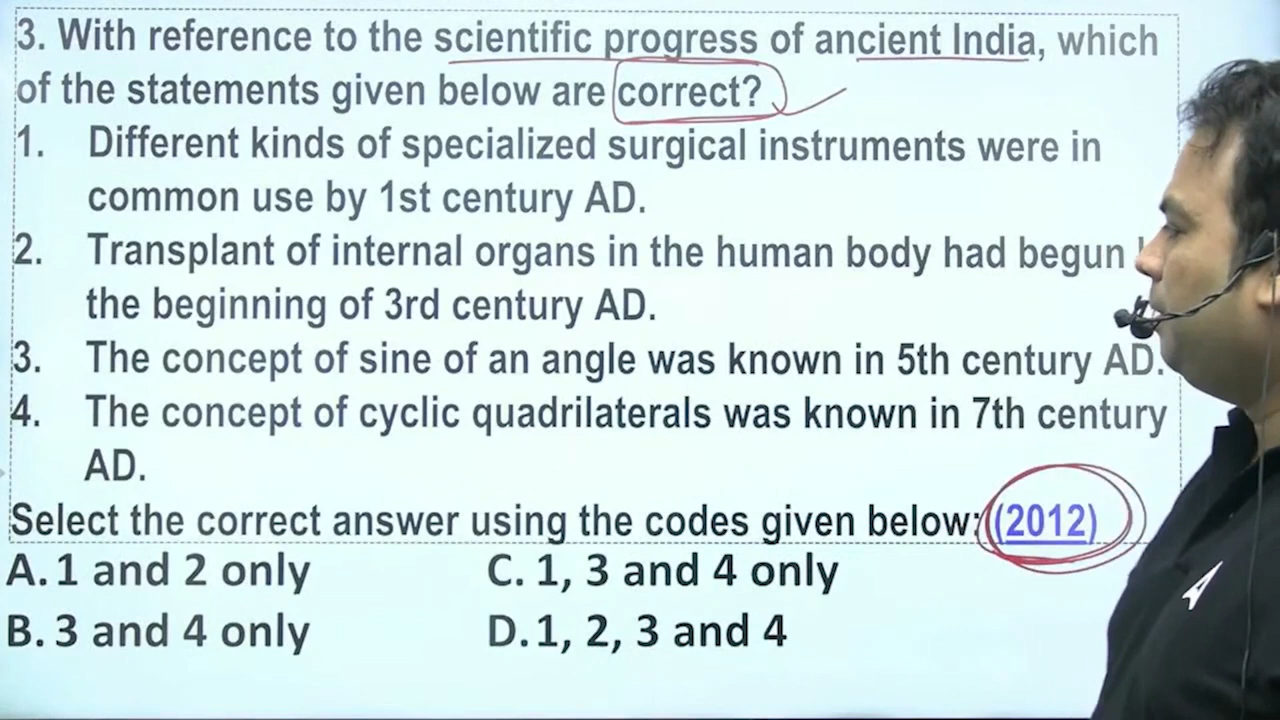 3. With reference to the scientific progress of ancient India, which
of the statements given below are correct?
1. Different kinds of specialized surgical instruments were in
common use by 1st century AD.
2. Transplant of internal organs in the human body had begun
the beginning of 3rd century AD.
3. The concept of sine of an angle was known in 5th century AD.
4. The concept of cyclic quadrilaterals was known in 7th century
AD.
Select the correct answer using the codes given below: (2012)
A. 1 and 2 only
C. 1, 3 and 4 only
B. 3 and 4 only
D. 1, 2, 3 and 4